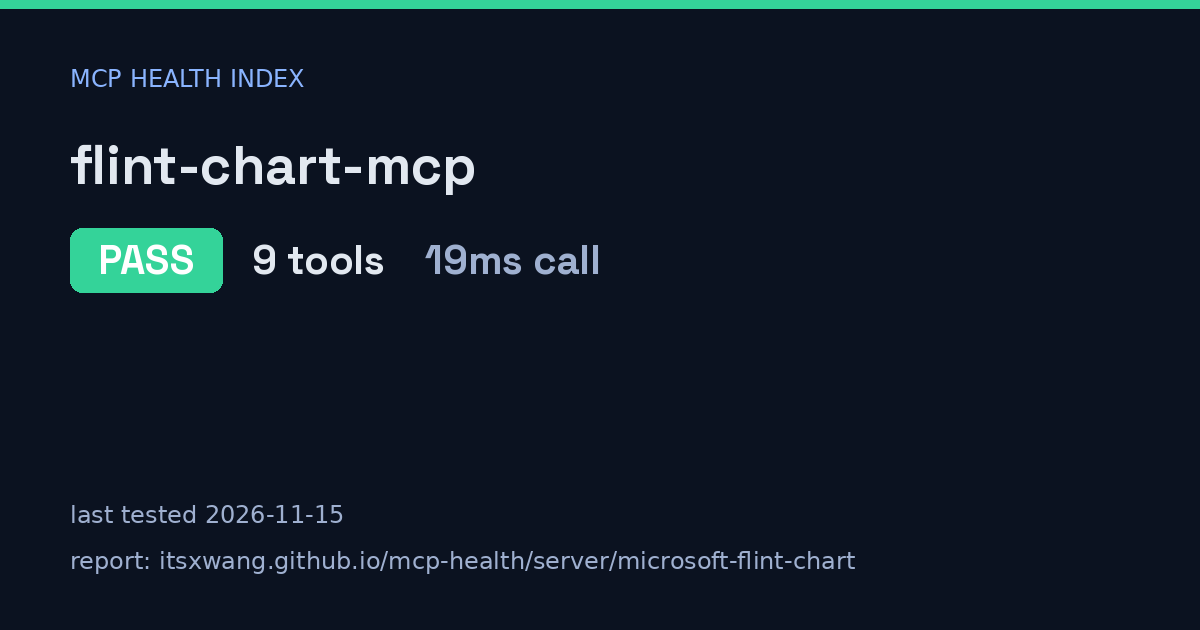 MCP HEALTH INDEX
flint-chart-mcp
PASS 9 tools 19ms call
last tested 2026-11-15
report: itsxwang.github.io/mcp-health/server/microsoft-flint-chart